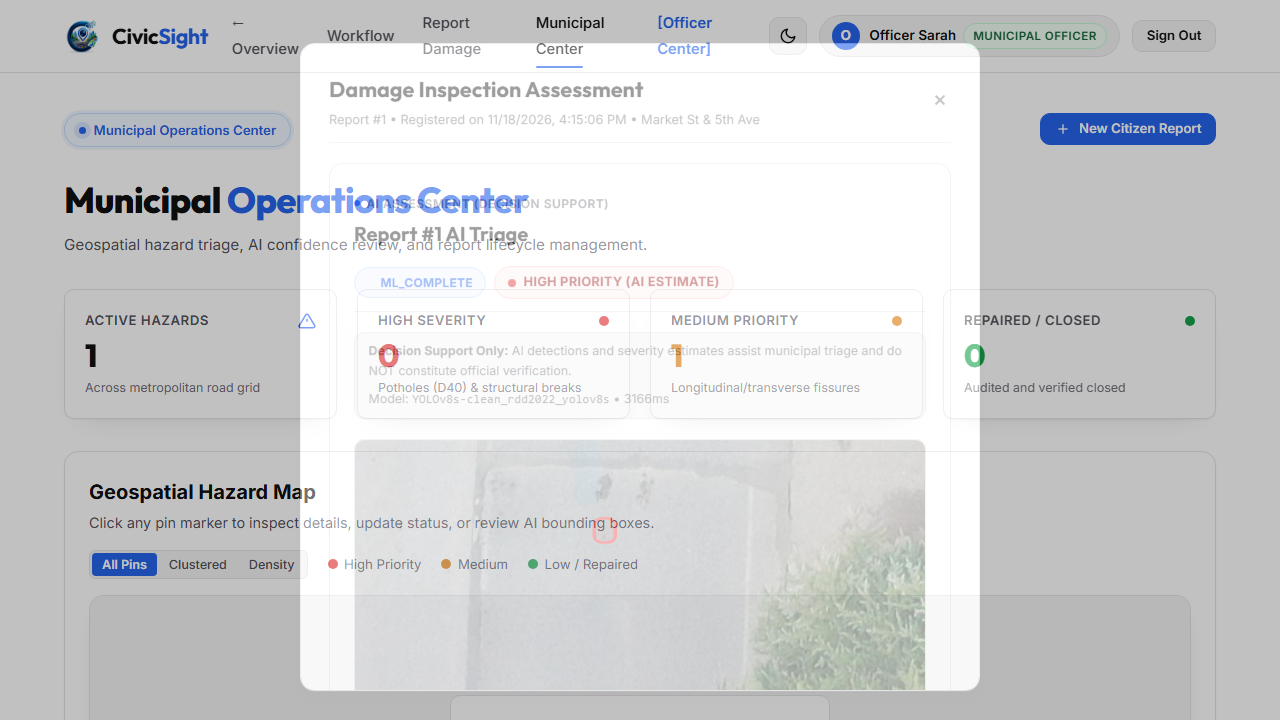 CivicSight
←
Overview
Workflow
Report
Damage
Municipal
Center
[Officer
Center]
O
Officer Sarah
MUNICIPAL OFFICER
Sign Out
Damage Inspection Assessment
×
Report #1 • Registered on 11/18/2026, 4:15:06 PM • Market St & 5th Ave
Municipal Operations Center
+ New Citizen Report
Municipal Operations Center
AI ASSESSMENT (DECISION SUPPORT)
Report #1 AI Triage
Geospatial hazard triage, AI confidence review, and report lifecycle management.
ML_COMPLETE
HIGH PRIORITY (AI ESTIMATE)
ACTIVE HAZARDS
1
Across metropolitan road grid
HIGH SEVERITY
0
Potholes (D40) & structural breaks
MEDIUM PRIORITY
1
Longitudinal/transverse fissures
REPAIRED / CLOSED
0
Audited and verified closed
Decision Support Only: AI detections and severity estimates assist municipal triage and do
NOT constitute official verification.
Model: YOLOv8s-clean_rdd2022_yolov8s • 3166ms
Geospatial Hazard Map
Click any pin marker to inspect details, update status, or review AI bounding boxes.
All Pins
Clustered
Density
High Priority
Medium
Low / Repaired